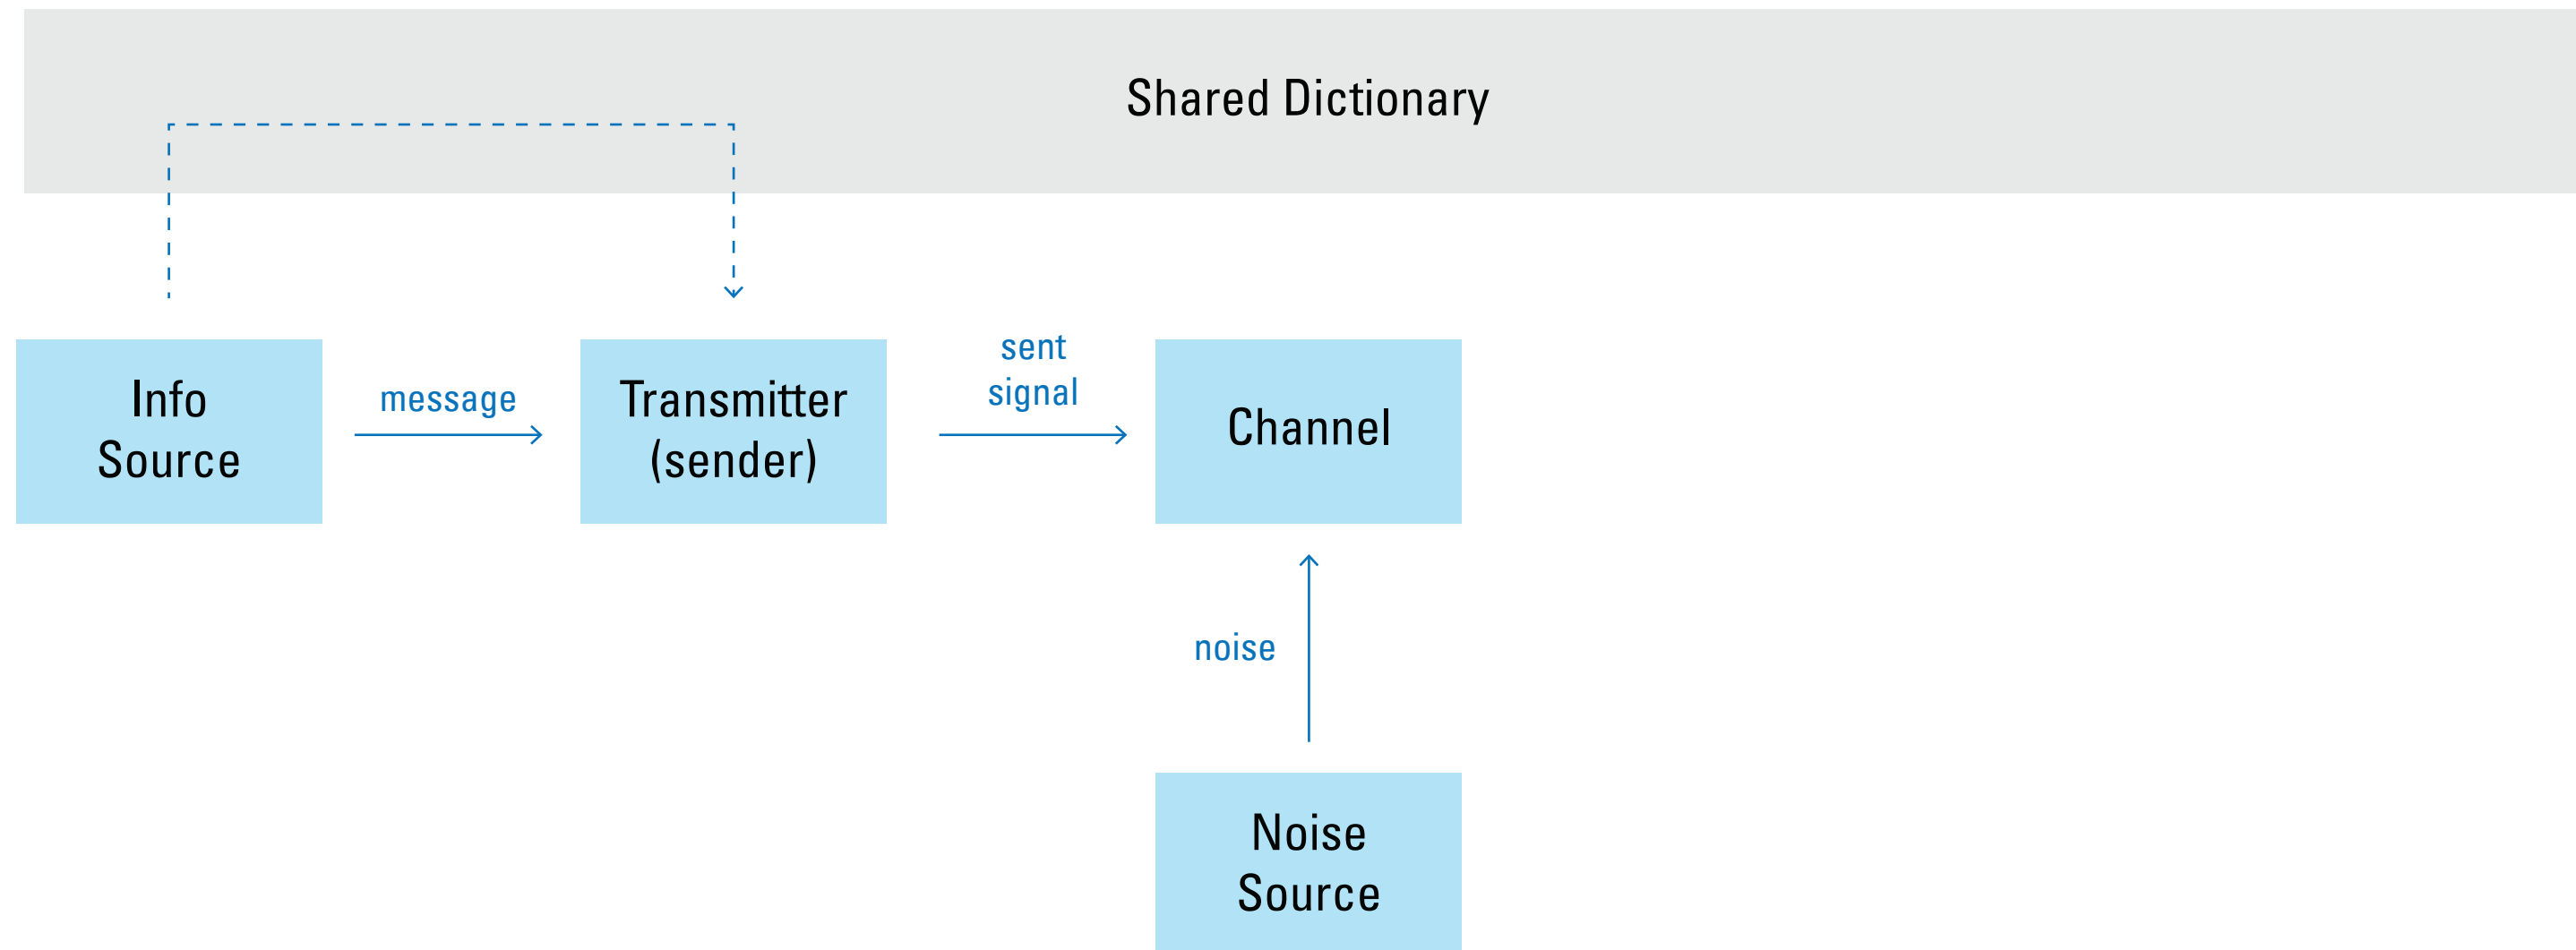 Shared Dictionary
Info
Source
message
Transmitter
(sender)
sent
signal
Channel
noise
Noise
Source